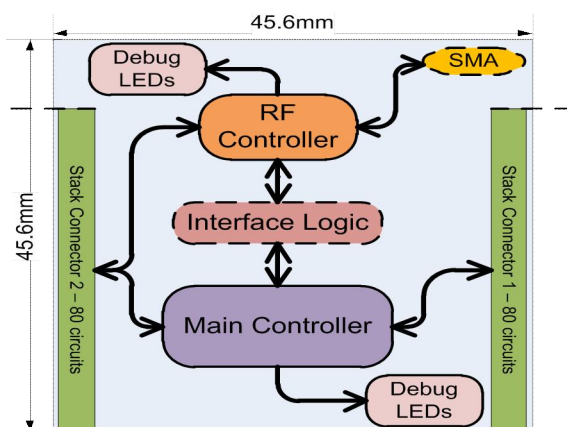 45.6mm
Debug
LEDs
SMA
RF
Controller
45.6mm
Stack Connector 2 – 80 circuits
Interface Logic
Stack Connector 1 – 80 circuits
Main Controller
Debug
LEDs